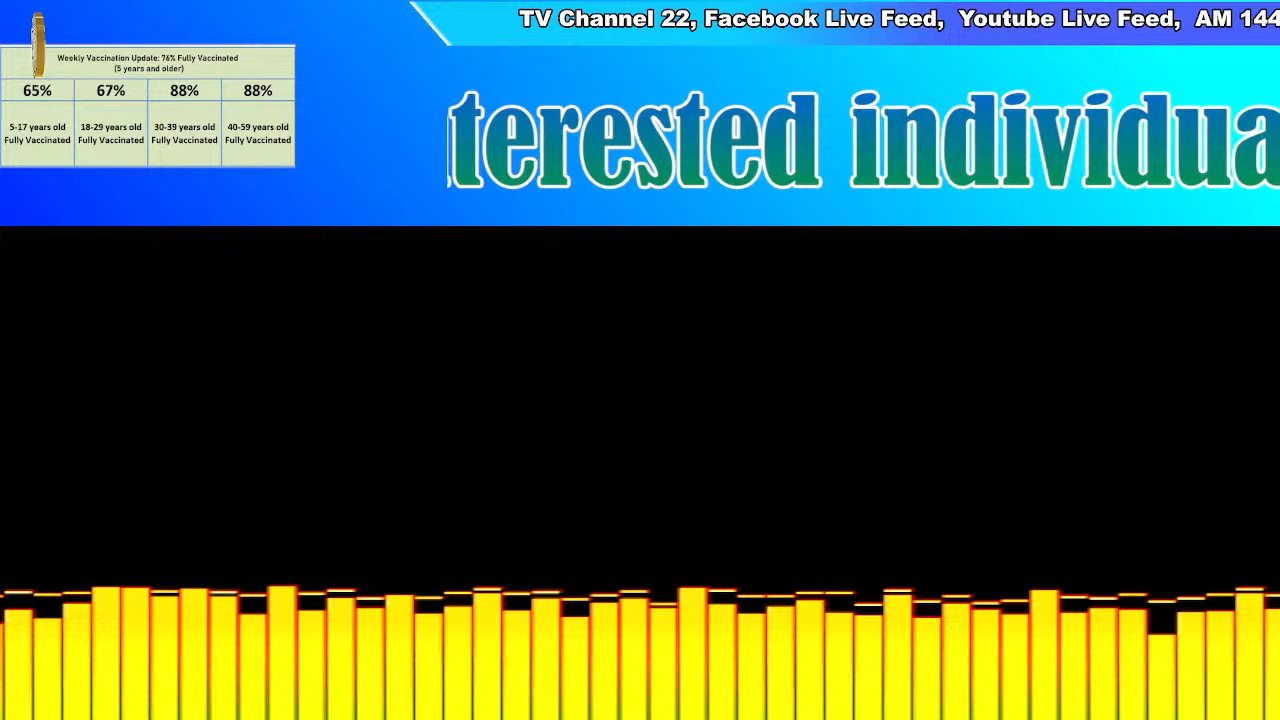 TV Channel 22, Facebook Live Feed, Youtube Live Feed, AM 144
Weekly Vaccination Update: 76% Fully Vaccinated
(5 years and older)
65% 67% 88% 88%
5-17 years old 18-29 years old 30-39 years old 40-59 years old
Fully Vaccinated Fully Vaccinated Fully Vaccinated Fully Vaccinated
terested individua